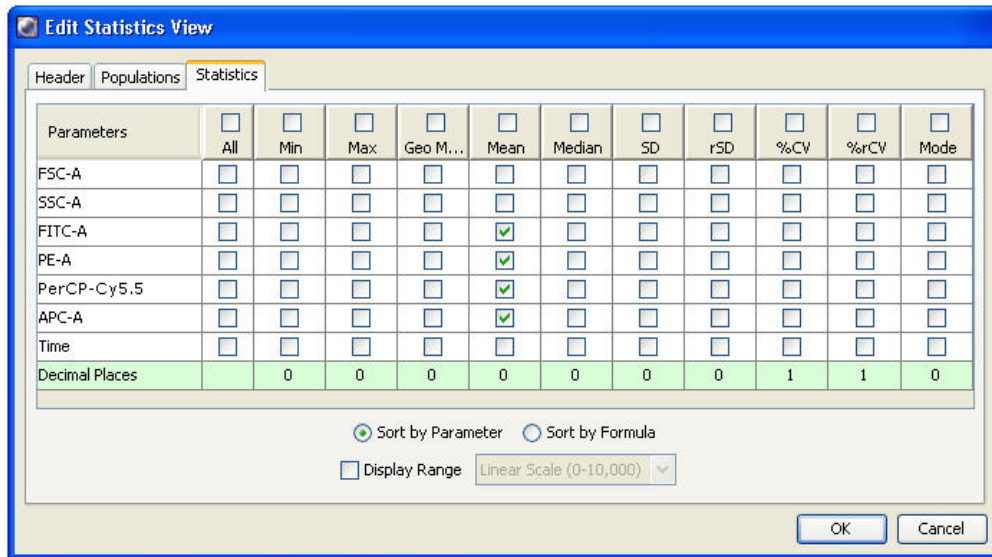 Edit Statistics View
Header Populations Statistics
Parameters All Min Max Geo M... Mean Median SD rSD %CV %rCV Mode
FSC-A
SSC-A
FITC-A
PE-A
PerCP-Cy5.5
APC-A
Time
Decimal Places 0 0 0 0 0 0 0 1 1 0
Sort by Parameter Sort by Formula
Display Range Linear Scale (0-10,000)
OK Cancel